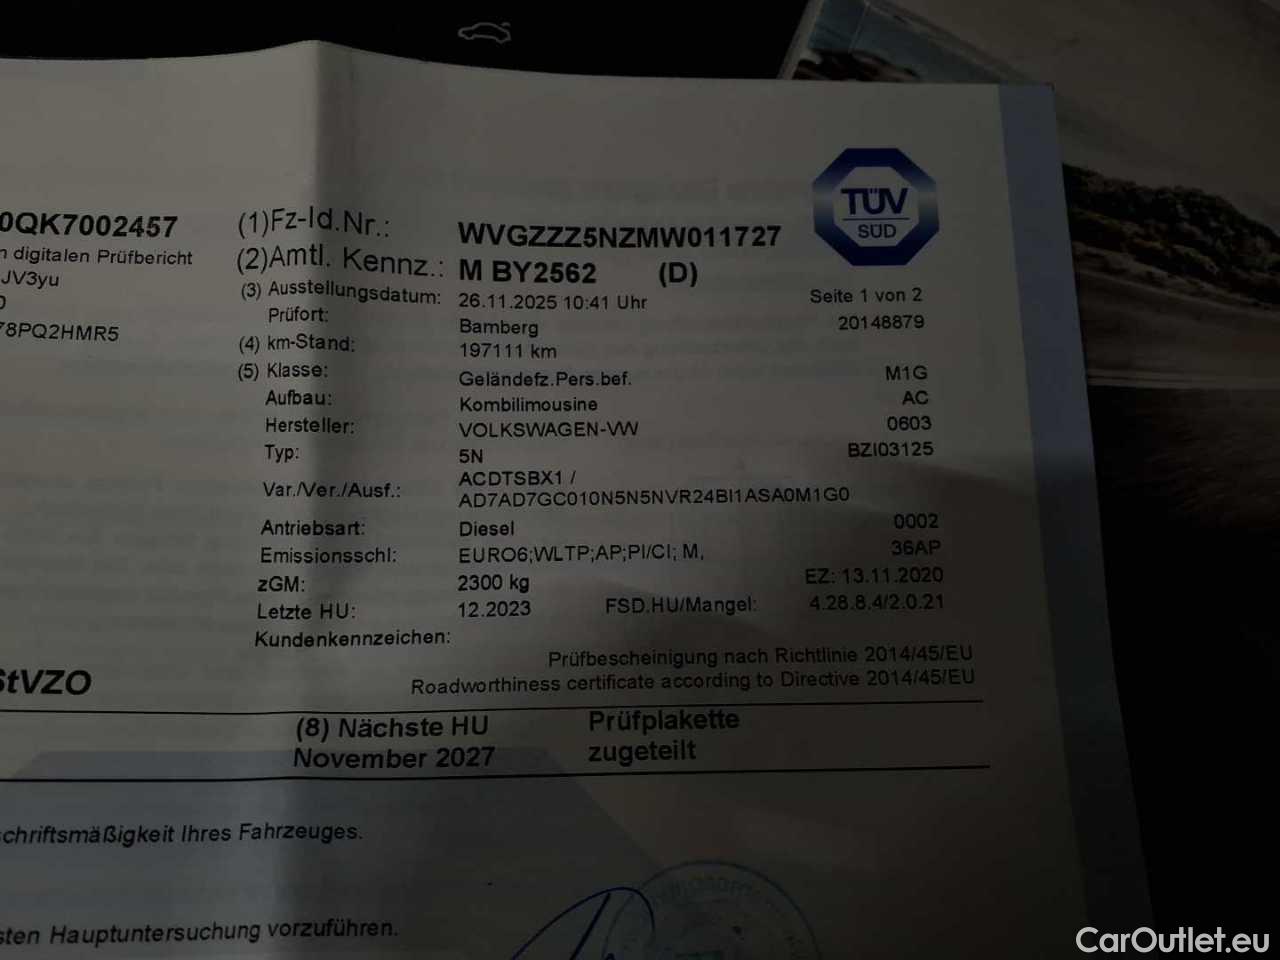 0QK7002457
n digitalen Prüfbericht
JV3yu
78PQ2HMR5
(1)Fz-Id.Nr.: WVGZZZ5NZMW011727
(2)Amtl. Kennz.: M BY2562 (D)
(3) Ausstellungsdatum: 26.11.2025 10:41 Uhr
Prüfort: Bamberg
(4) km-Stand: 197111 km
(5) Klasse: Geländefz.Pers.bef. M1G
Aufbau: Kombilimousine AC
Hersteller: VOLKSWAGEN-VW 0603
Typ: 5N BZI03125
Var./Ver./Ausf.: ACDTSBX1 /
AD7AD7GC010N5N5NVR24BI1ASA0M1G0
Antriebsart: Diesel 0002
Emissionsschl: EURO6;WLTP;AP;PI/CI; M, 36AP
zGM: 2300 kg EZ: 13.11.2020
Letzte HU: 12.2023 FSD.HU/Mangel: 4.28.8.4/2.0.21
Kundenkennzeichen:
TÜV
SÜD
Seite 1 von 2
20148879
Prüfbescheinigung nach Richtlinie 2014/45/EU
Roadworthiness certificate according to Directive 2014/45/EU
StVZO
(8) Nächste HU Prüfplakette
November 2027 zugeteilt
schriftsmäßigkeit Ihres Fahrzeuges.
sten Hauptuntersuchung vorzuführen.
CarOutlet.eu